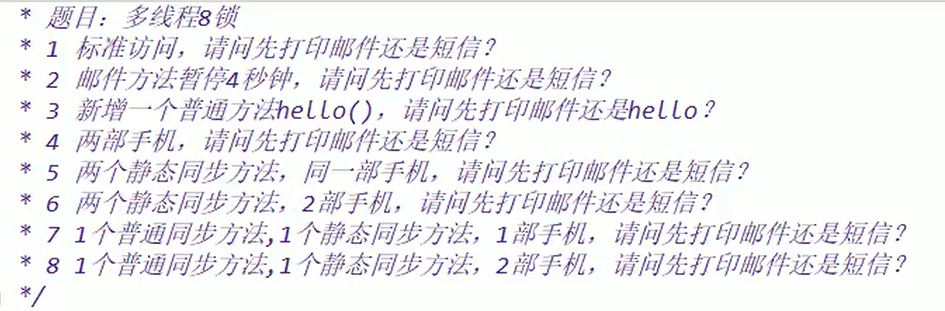 * 题目：多线程8锁
* 1 标准访问，请问先打印邮件还是短信？
* 2 邮件方法暂停4秒钟，请问先打印邮件还是短信？
* 3 新增一个普通方法hello()，请问先打印邮件还是hello？
* 4 两部手机，请问先打印邮件还是短信？
* 5 两个静态同步方法，同一部手机，请问先打印邮件还是短信？
* 6 两个静态同步方法，2部手机，请问先打印邮件还是短信？
* 7 1个普通同步方法,1个静态同步方法，1部手机，请问先打印邮件还是短信？
* 8 1个普通同步方法,1个静态同步方法，2部手机，请问先打印邮件还是短信？
*/